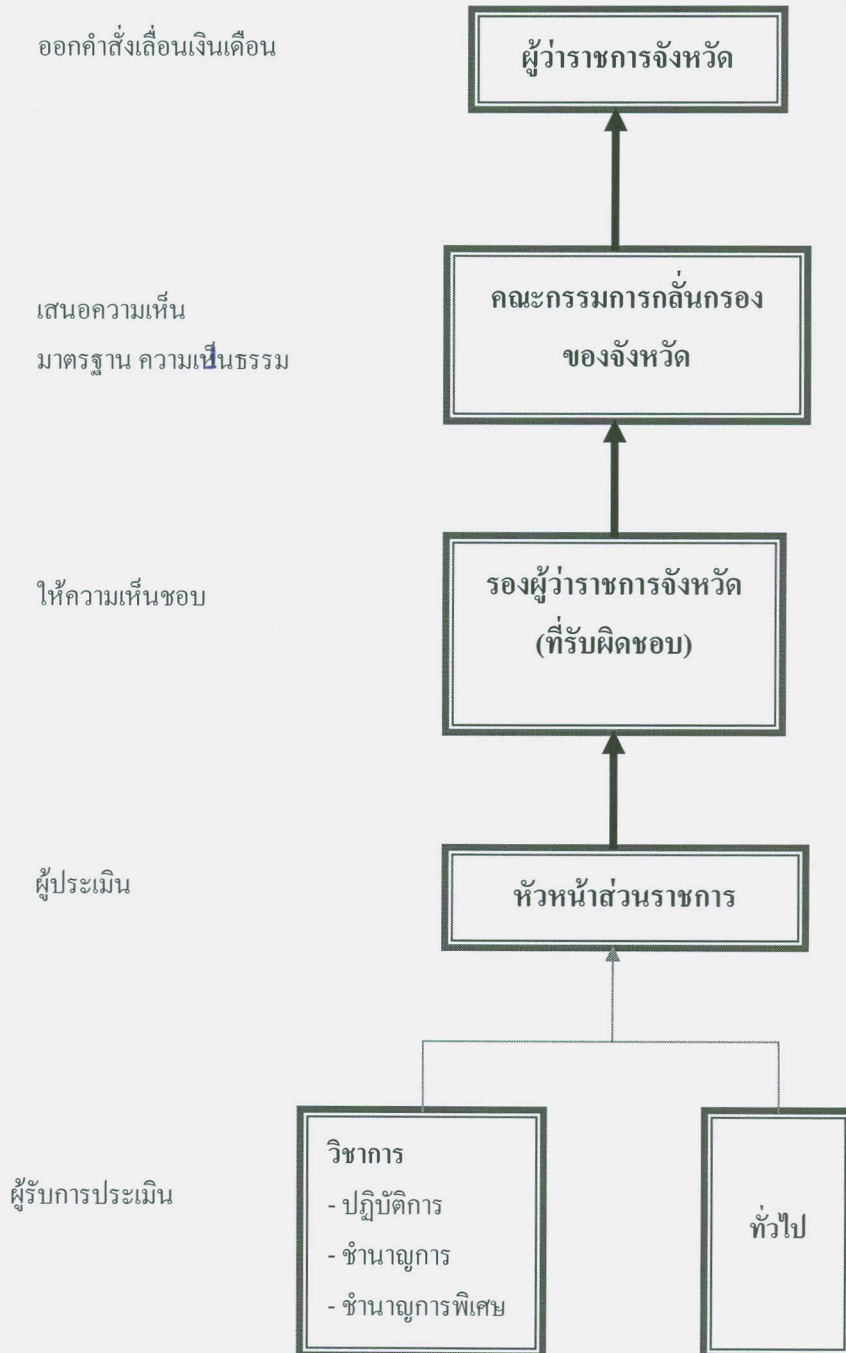 ออกคำสั่งเลื่อนเงินเดือน
ผู้ว่าราชการจังหวัด
เสนอความเห็น
มาตรฐาน ความเป็นธรรม
คณะกรรมการกลั่นกรอง
ของจังหวัด
ให้ความเห็นชอบ
รองผู้ว่าราชการจังหวัด
(ที่รับผิดชอบ)
ผู้ประเมิน
หัวหน้าส่วนราชการ
ผู้รับการประเมิน
วิชาการ
- ปฏิบัติการ
- ชำนาญการ
- ชำนาญการพิเศษ
ทั่วไป